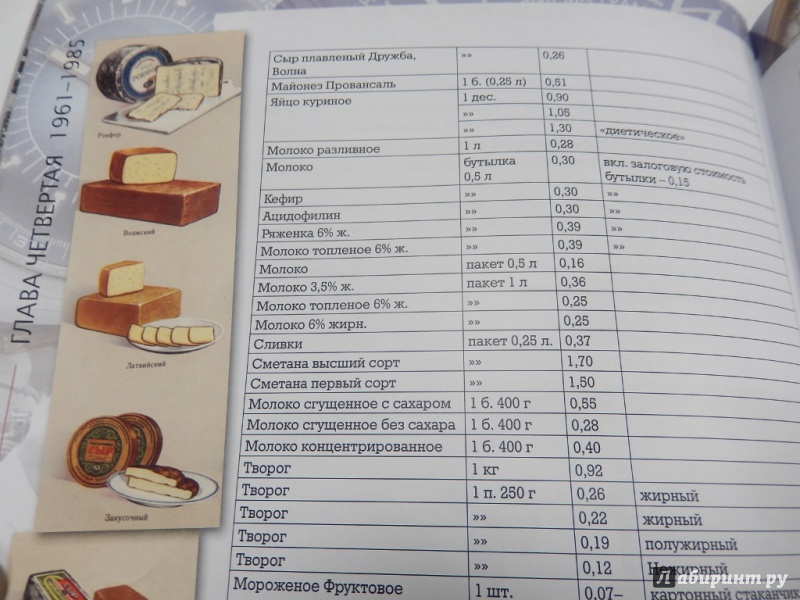 ГЛАВА ЧЕТВЕРТАЯ 1961–1985
Рокфор
Волжский
Латвийский
Закусочный
Сыр плавленый Дружба, »» 0,26
Волна
Майонез Провансаль 1 б. (0,25 л) 0,51
Яйцо куриное 1 дес. 0,90
»» 1,05
»» 1,30 «диетическое»
Молоко разливное 1 л 0,28
Молоко бутылка 0,30 вкл. залоговую стоимость
0,5 л бутылки – 0,15
Кефир »» 0,30 »»
Ацидофилин »» 0,30 »»
Ряженка 6% ж. »» 0,39 »»
Молоко топленое 6% ж. »» 0,39 »»
Молоко пакет 0,5 л 0,16
Молоко 3,5% ж. пакет 1 л 0,36
Молоко топленое 6% ж. »» 0,25
Молоко 6% жирн. »» 0,25
Сливки пакет 0,25 л. 0,37
Сметана высший сорт »» 1,70
Сметана первый сорт »» 1,50
Молоко сгущенное с сахаром 1 б. 400 г 0,55
Молоко сгущенное без сахара 1 б. 400 г 0,28
Молоко концентрированное 1 б. 400 г 0,40
Творог 1 кг 0,92
Творог 1 п. 250 г 0,26 жирный
Творог »» 0,22 жирный
Творог »» 0,19 полужирный
Творог »» 0,12 Нежирный
Мороженое Фруктовое 1 шт. 0,07– картонный стаканчик
Лабиринт.ру